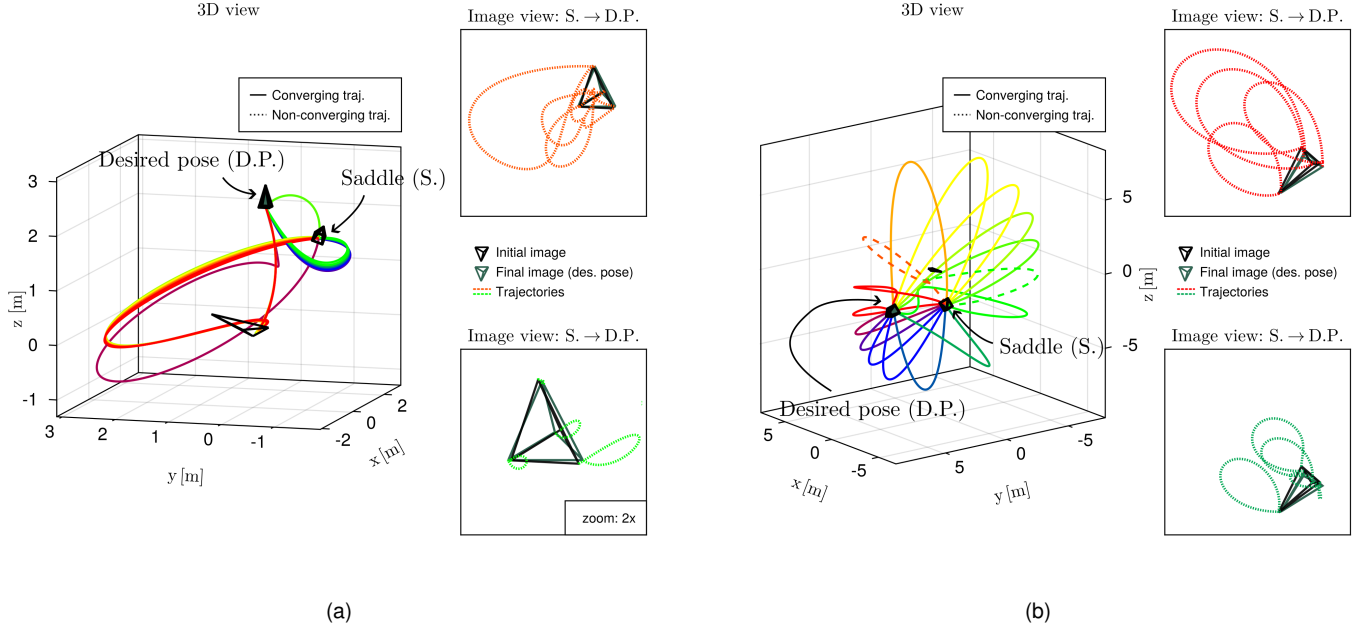 3D view
Converging traj.
Non-converging traj.
Desired pose (D.P.)
Saddle (S.)
3
2
1
0
-1
z [m]
3
2
1
0
-1
y [m]
-2
0
2
x [m]
Image view: S. → D.P.
Initial image
Final image (des. pose)
Trajectories
Image view: S. → D.P.
zoom: 2x
(a)
3D view
Converging traj.
Non-converging traj.
5
0
-5
z [m]
Saddle (S.)
Desired pose (D.P.)
5
0
-5
x [m]
5
0
-5
y [m]
Image view: S. → D.P.
Initial image
Final image (des. pose)
Trajectories
Image view: S. → D.P.
(b)